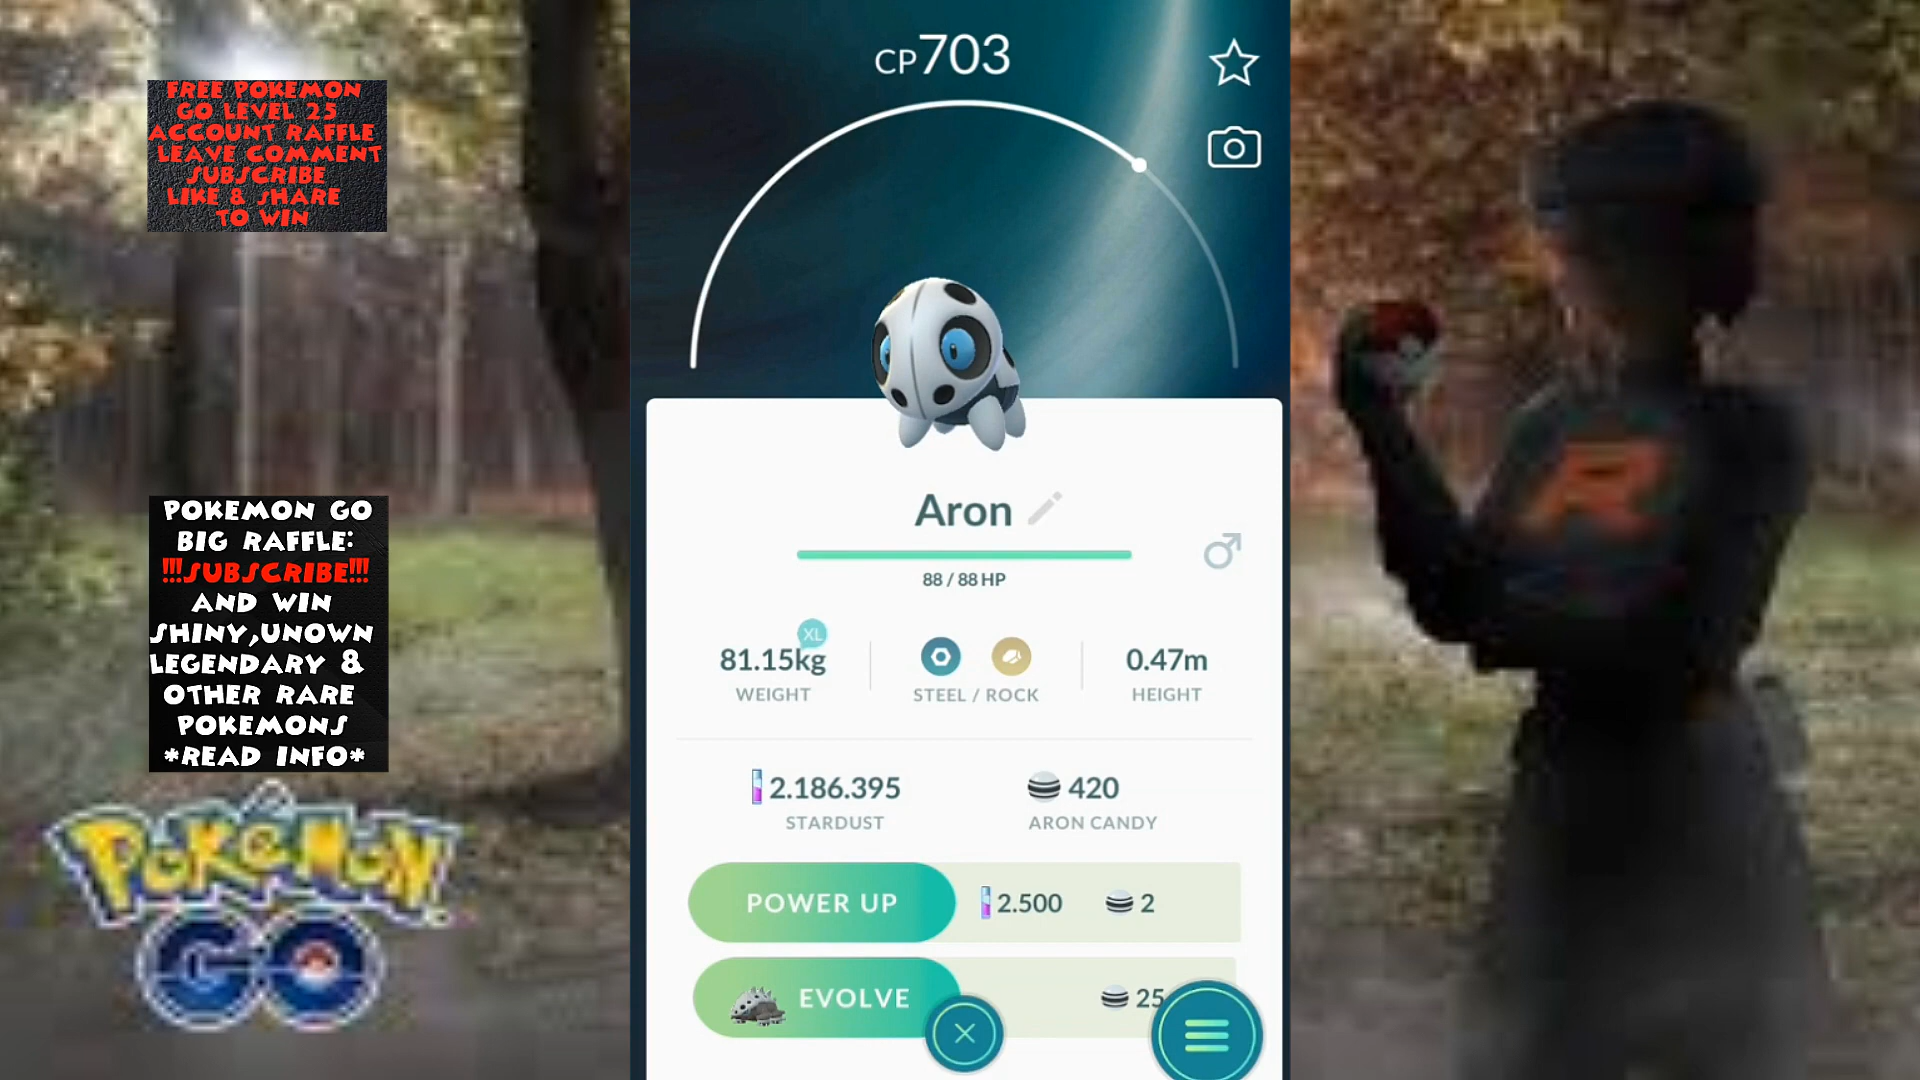 FREE POKEMON
GO LEVEL 25
ACCOUNT RAFFLE
LEAVE COMMENT
SUBSCRIBE
LIKE & SHARE
TO WIN
POKEMON GO
BIG RAFFLE:
!!!SUBSCRIBE!!!
AND WIN
SHINY,UNOWN
LEGENDARY &
OTHER RARE
POKEMONS
*READ INFO*
POKéMON
GO
CP703
Aron
88 / 88 HP
XL
81.15kg
WEIGHT
STEEL / ROCK
0.47m
HEIGHT
2.186.395
STARDUST
420
ARON CANDY
POWER UP 2.500 2
EVOLVE 25
R